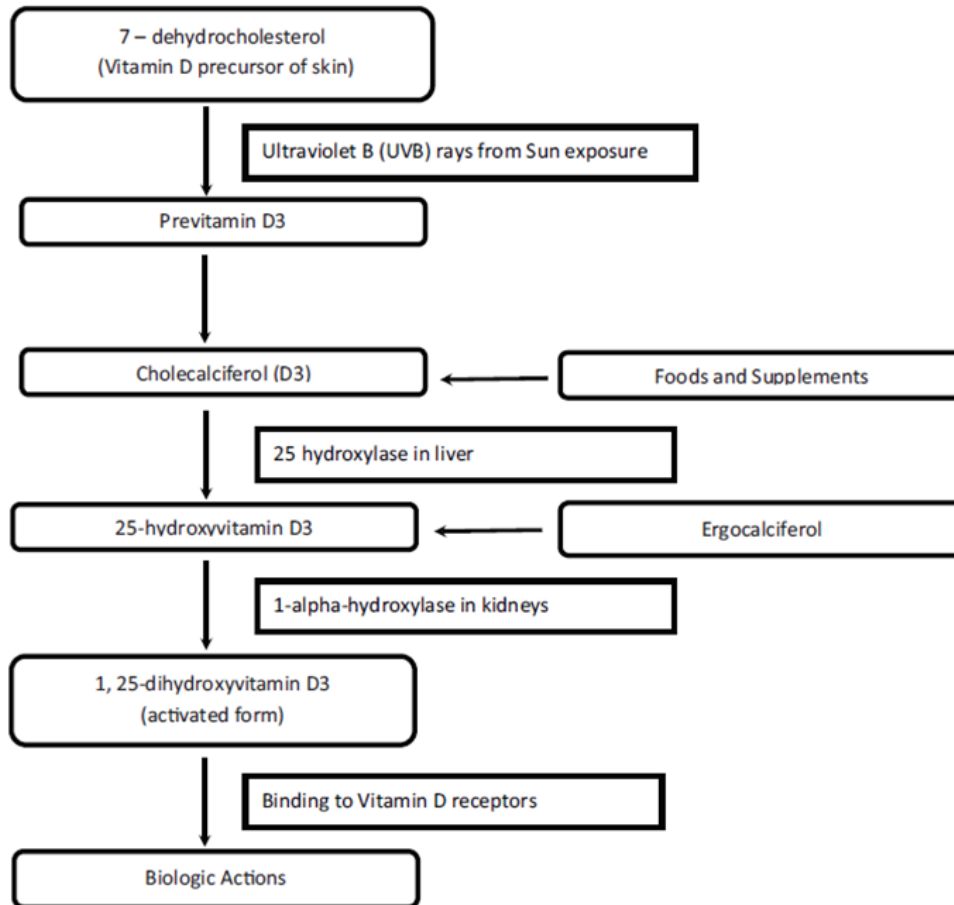 7 – dehydrocholesterol
(Vitamin D precursor of skin)
Ultraviolet B (UVB) rays from Sun exposure
Previtamin D3
Cholecalciferol (D3)
Foods and Supplements
25 hydroxylase in liver
25-hydroxyvitamin D3
Ergocalciferol
1-alpha-hydroxylase in kidneys
1, 25-dihydroxyvitamin D3
(activated form)
Binding to Vitamin D receptors
Biologic Actions